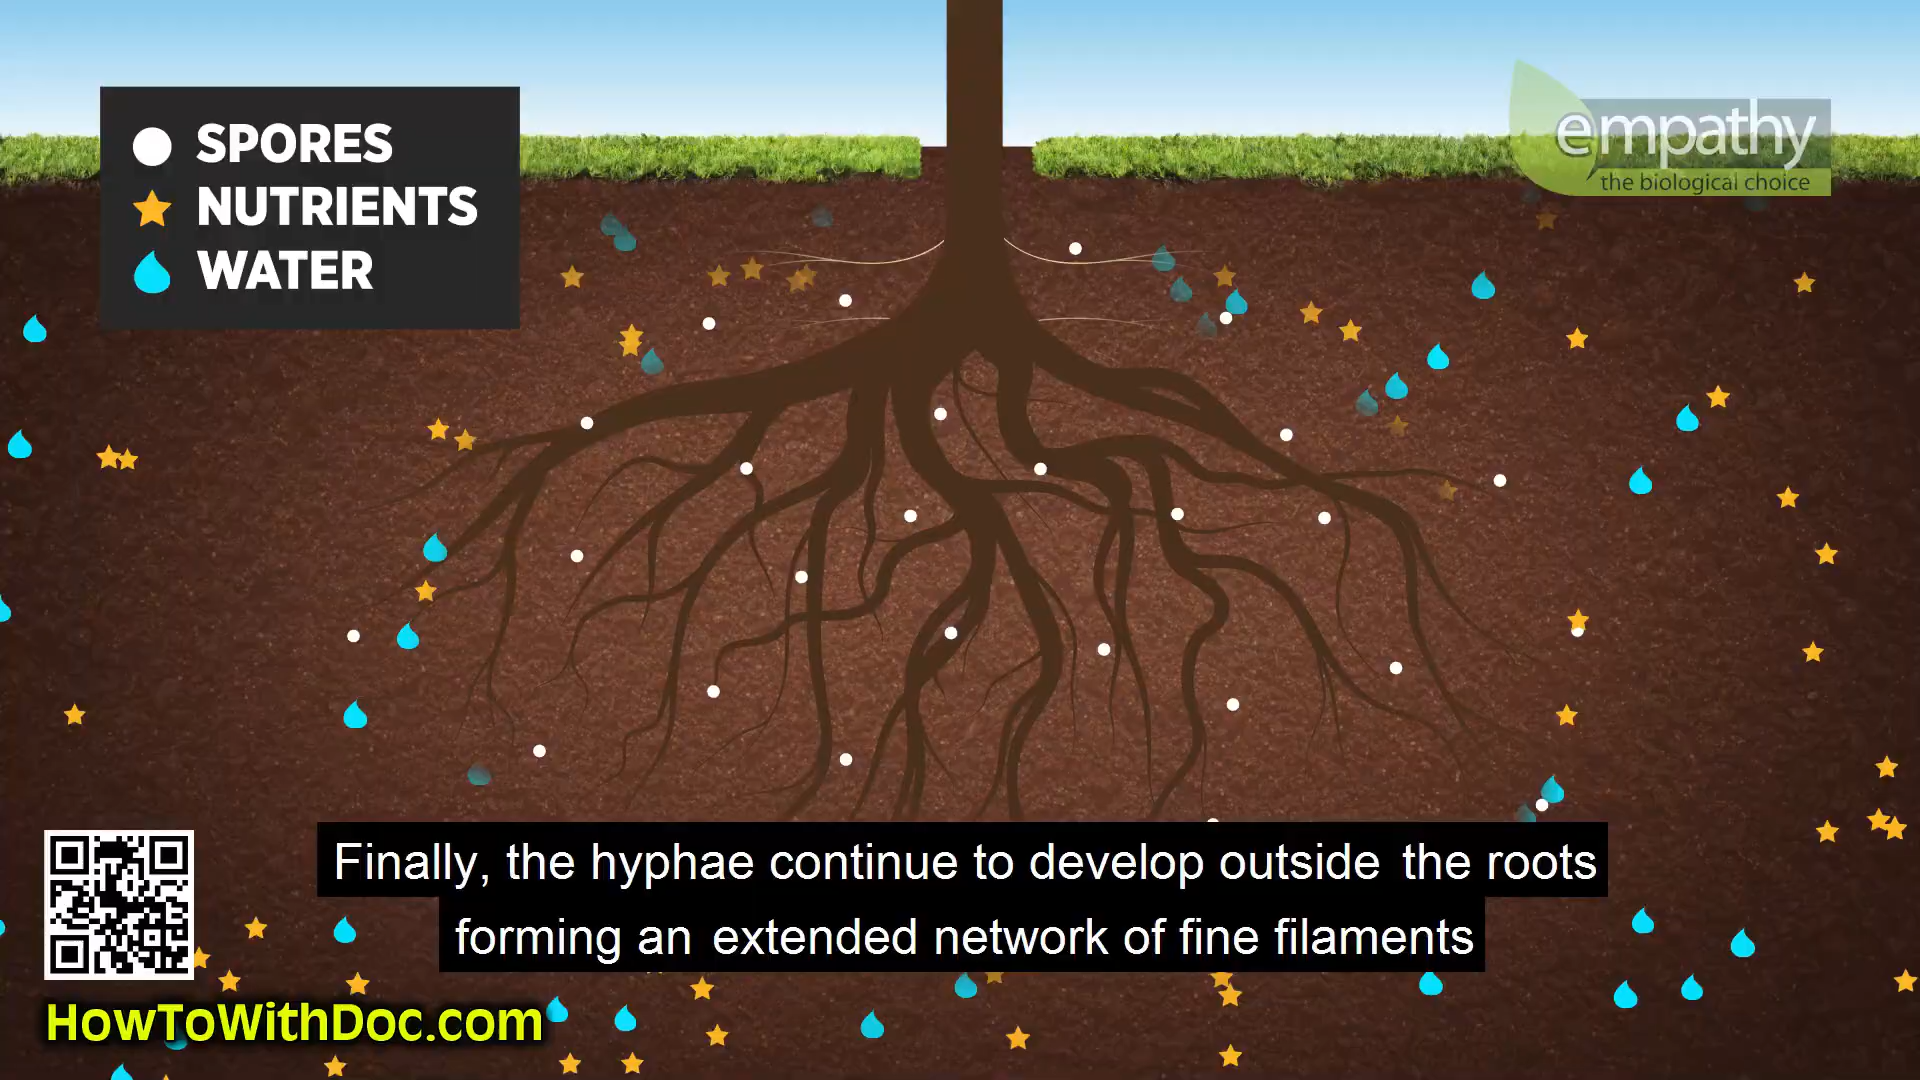 SPORES
NUTRIENTS
WATER
empathy
the biological choice
Finally, the hyphae continue to develop outside the roots
forming an extended network of fine filaments
HowToWithDoc.com